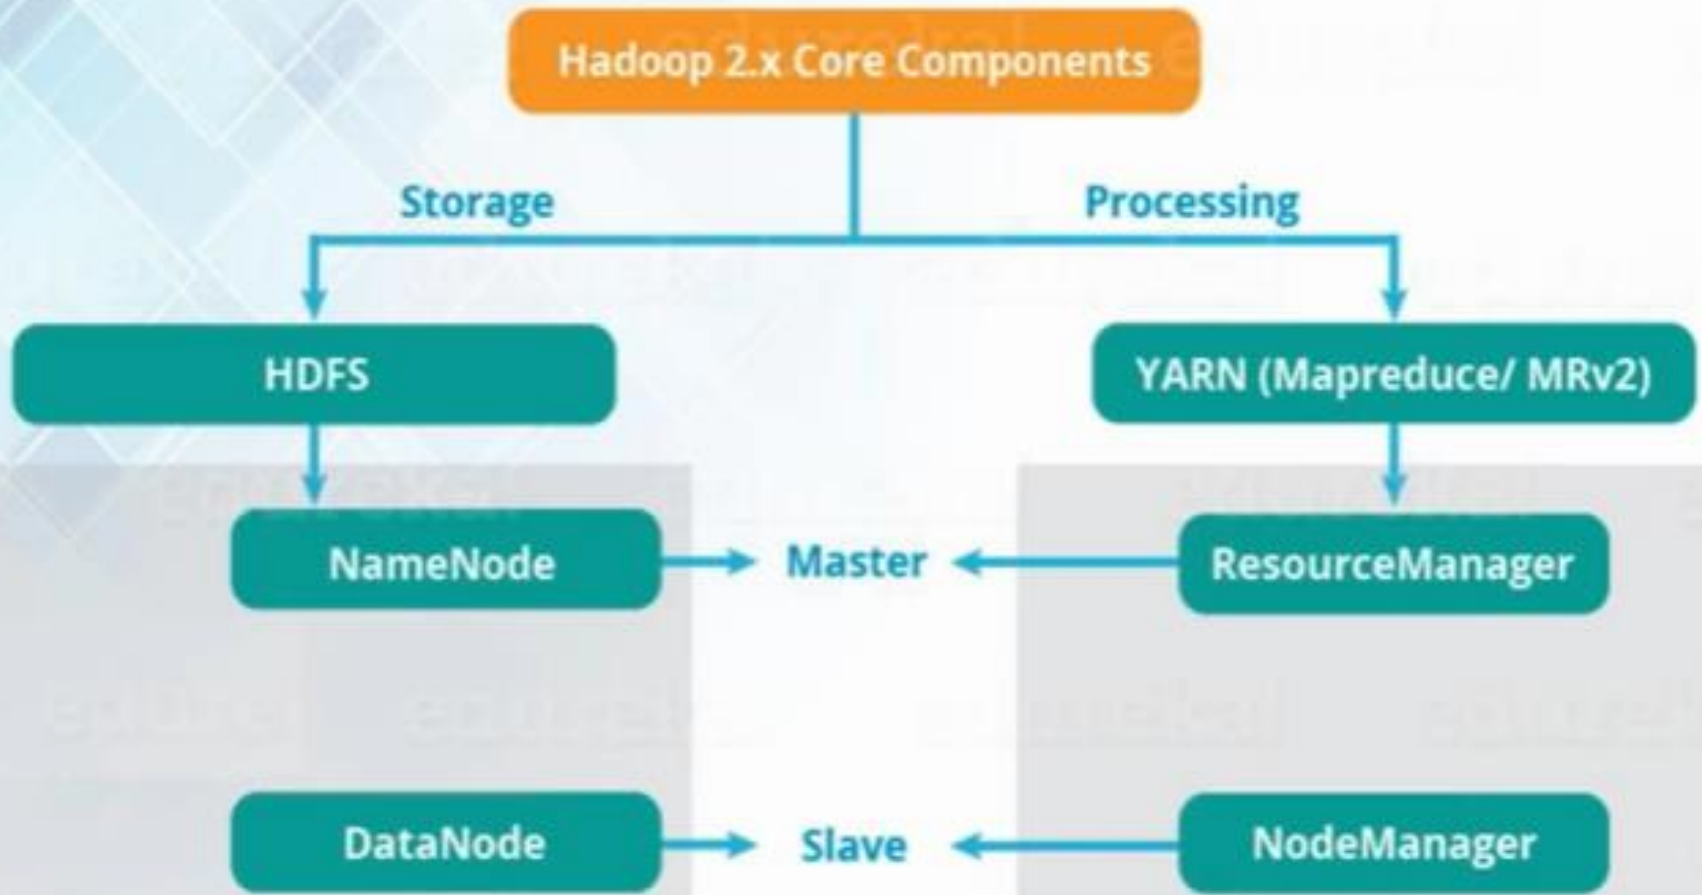 Hadoop 2.x Core Components
Storage
Processing
HDFS
YARN (Mapreduce/ MRv2)
NameNode
Master
ResourceManager
DataNode
Slave
NodeManager